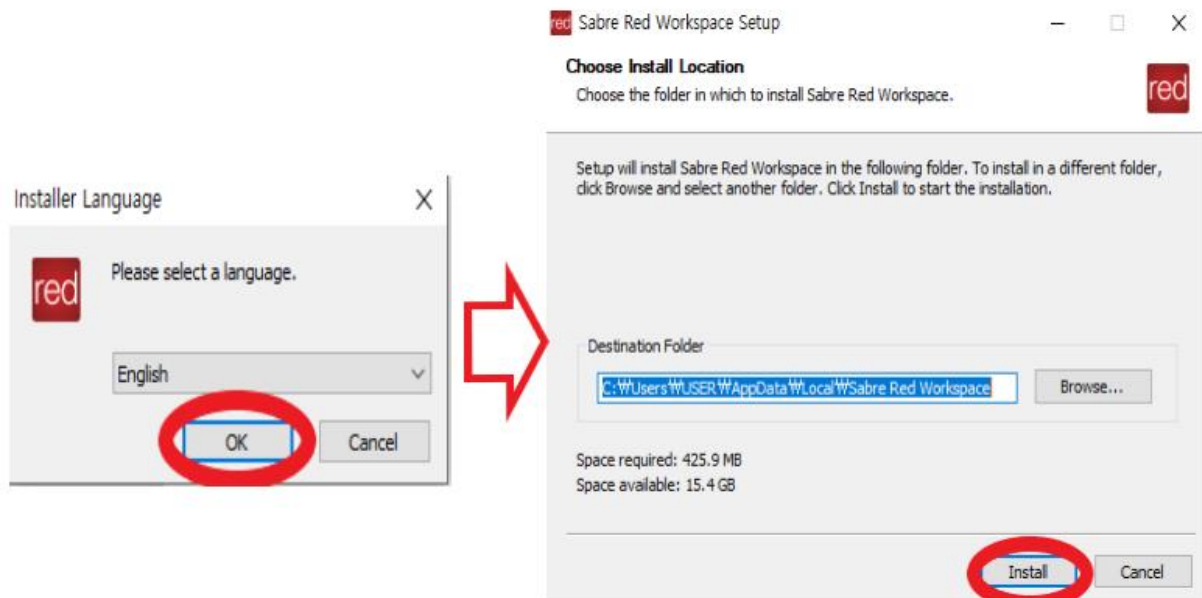 Installer Language
red
Please select a language.
English
OK
Cancel
red Sabre Red Workspace Setup
Choose Install Location
Choose the folder in which to install Sabre Red Workspace.
red
Setup will install Sabre Red Workspace in the following folder. To install in a different folder,
click Browse and select another folder. Click Install to start the installation.
Destination Folder
C:₩Users₩USER₩AppData₩Local₩Sabre Red Workspace
Browse...
Space required: 425.9 MB
Space available: 15.4 GB
Install
Cancel